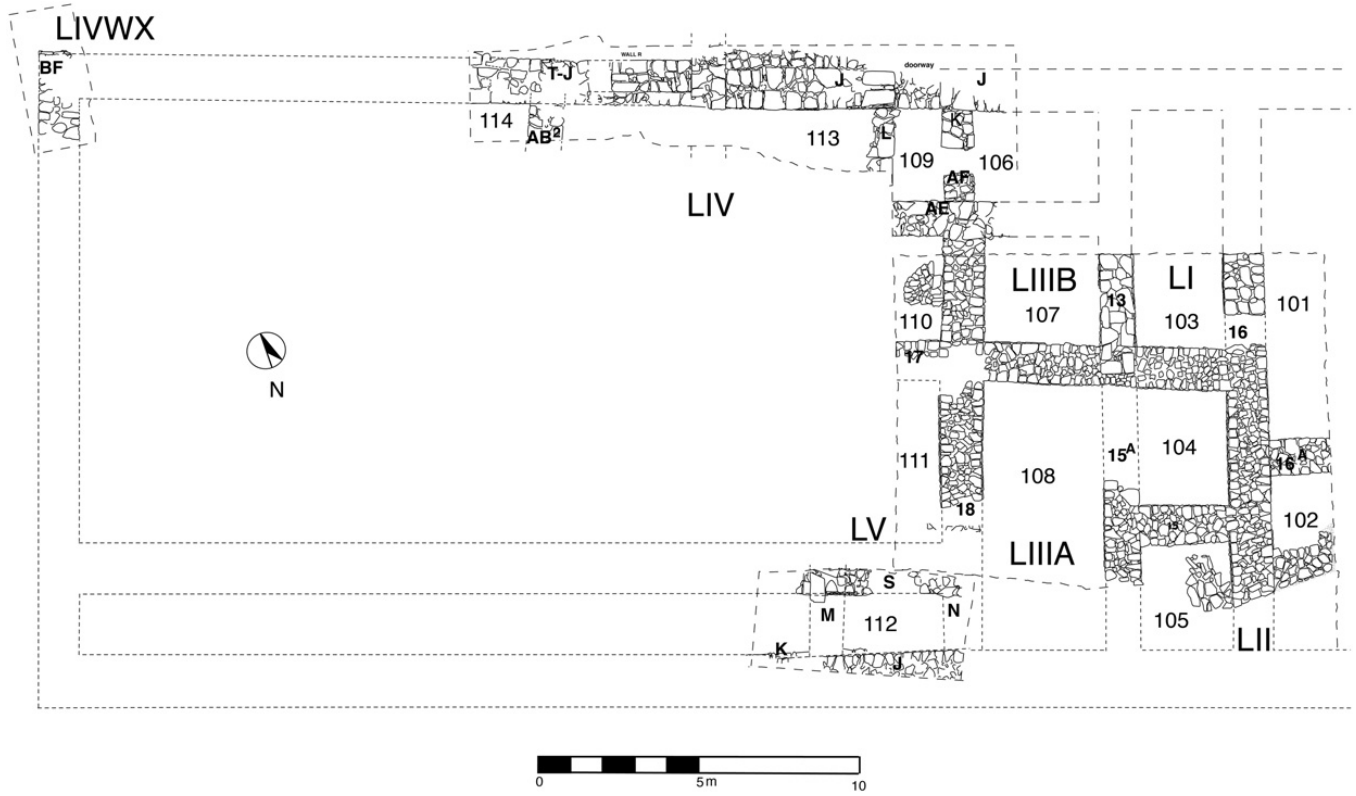 LIVWX
BF
T-J
WALL R
J
doorway
J
114
AB²
113
L
109
K
106
AF
AE
LIV
LIIIB
107
13
LI
103
101
16
110
17
N
111
18
108
15ᴬ
104
16ᴬ
102
15
LV
LIIIA
S
M
112
N
K
J
105
LII
0
5 m
10